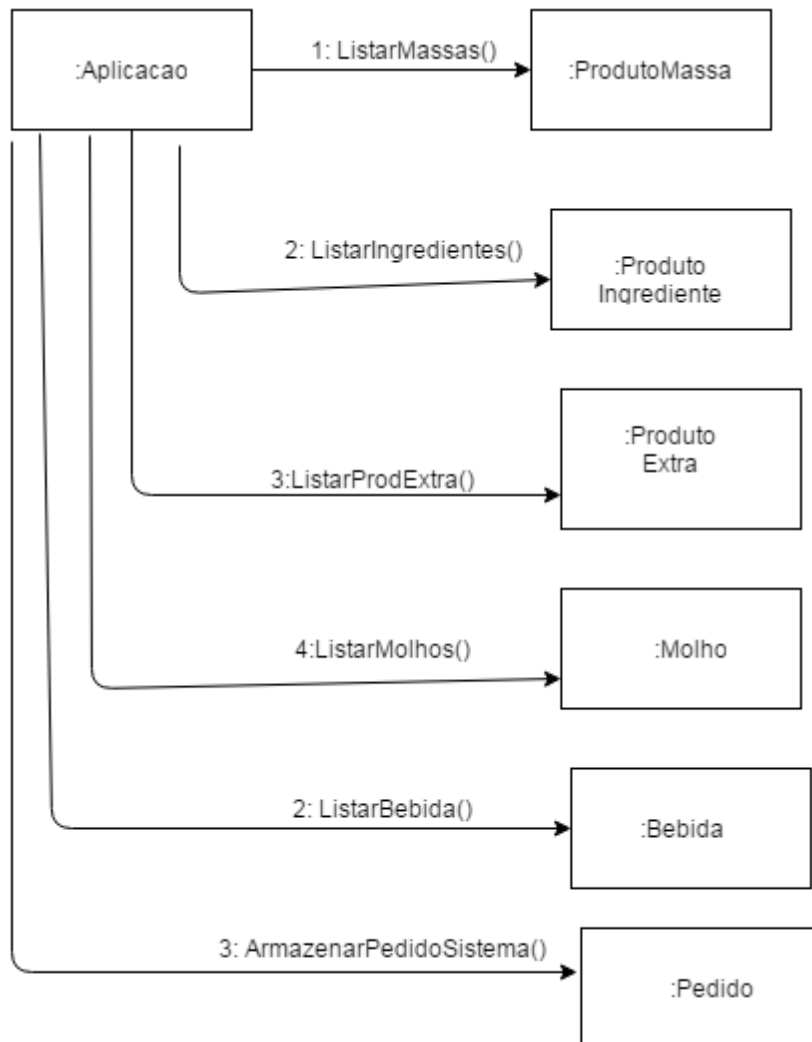 1: ListarMassas()
:Aplicacao
:ProdutoMassa
2: ListarIngredientes()
:Produto
Ingrediente
:Produto
Extra
3:ListarProdExtra()
4:ListarMolhos()
:Molho
2: ListarBebida()
:Bebida
3: ArmazenarPedidoSistema()
:Pedido